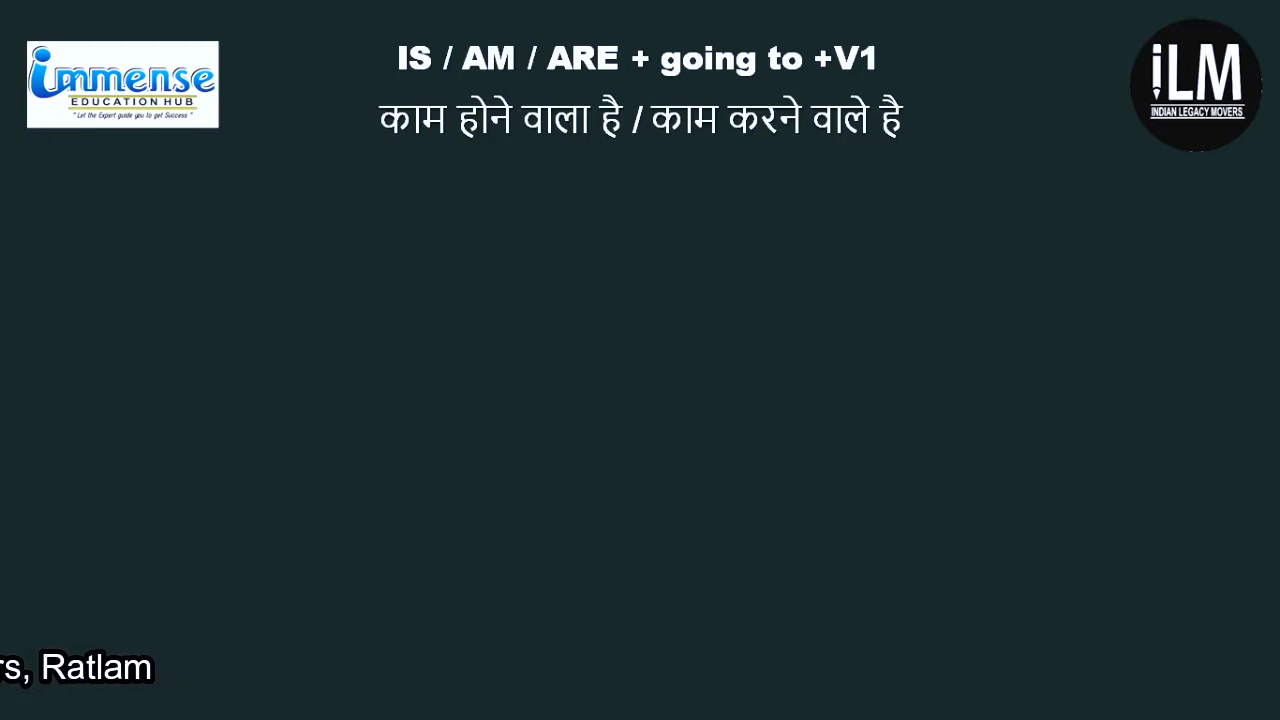 immense
EDUCATION HUB
" Let the Expert guide you to get Success "
IS / AM / ARE + going to +V1
काम होने वाला है / काम करने वाले है
iLM
INDIAN LEGACY MOVERS
rs, Ratlam